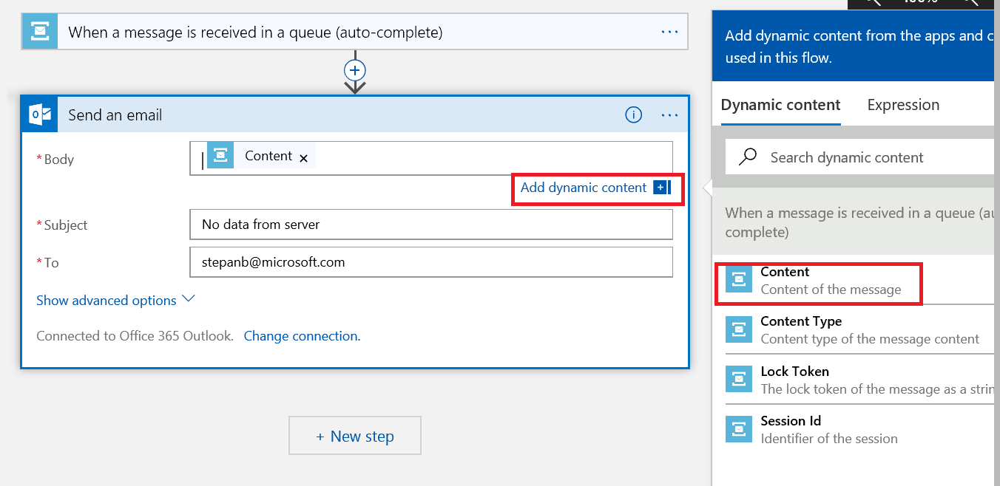 When a message is received in a queue (auto-complete)
Send an email
* Body
Content
Add dynamic content
* Subject
No data from server
* To
stepanb@microsoft.com
Show advanced options
Connected to Office 365 Outlook. Change connection.
+ New step
Add dynamic content from the apps and c
used in this flow.
Dynamic content Expression
Search dynamic content
When a message is received in a queue (au
complete)
Content
Content of the message
Content Type
Content type of the message content
Lock Token
The lock token of the message as a strin
Session Id
Identifier of the session